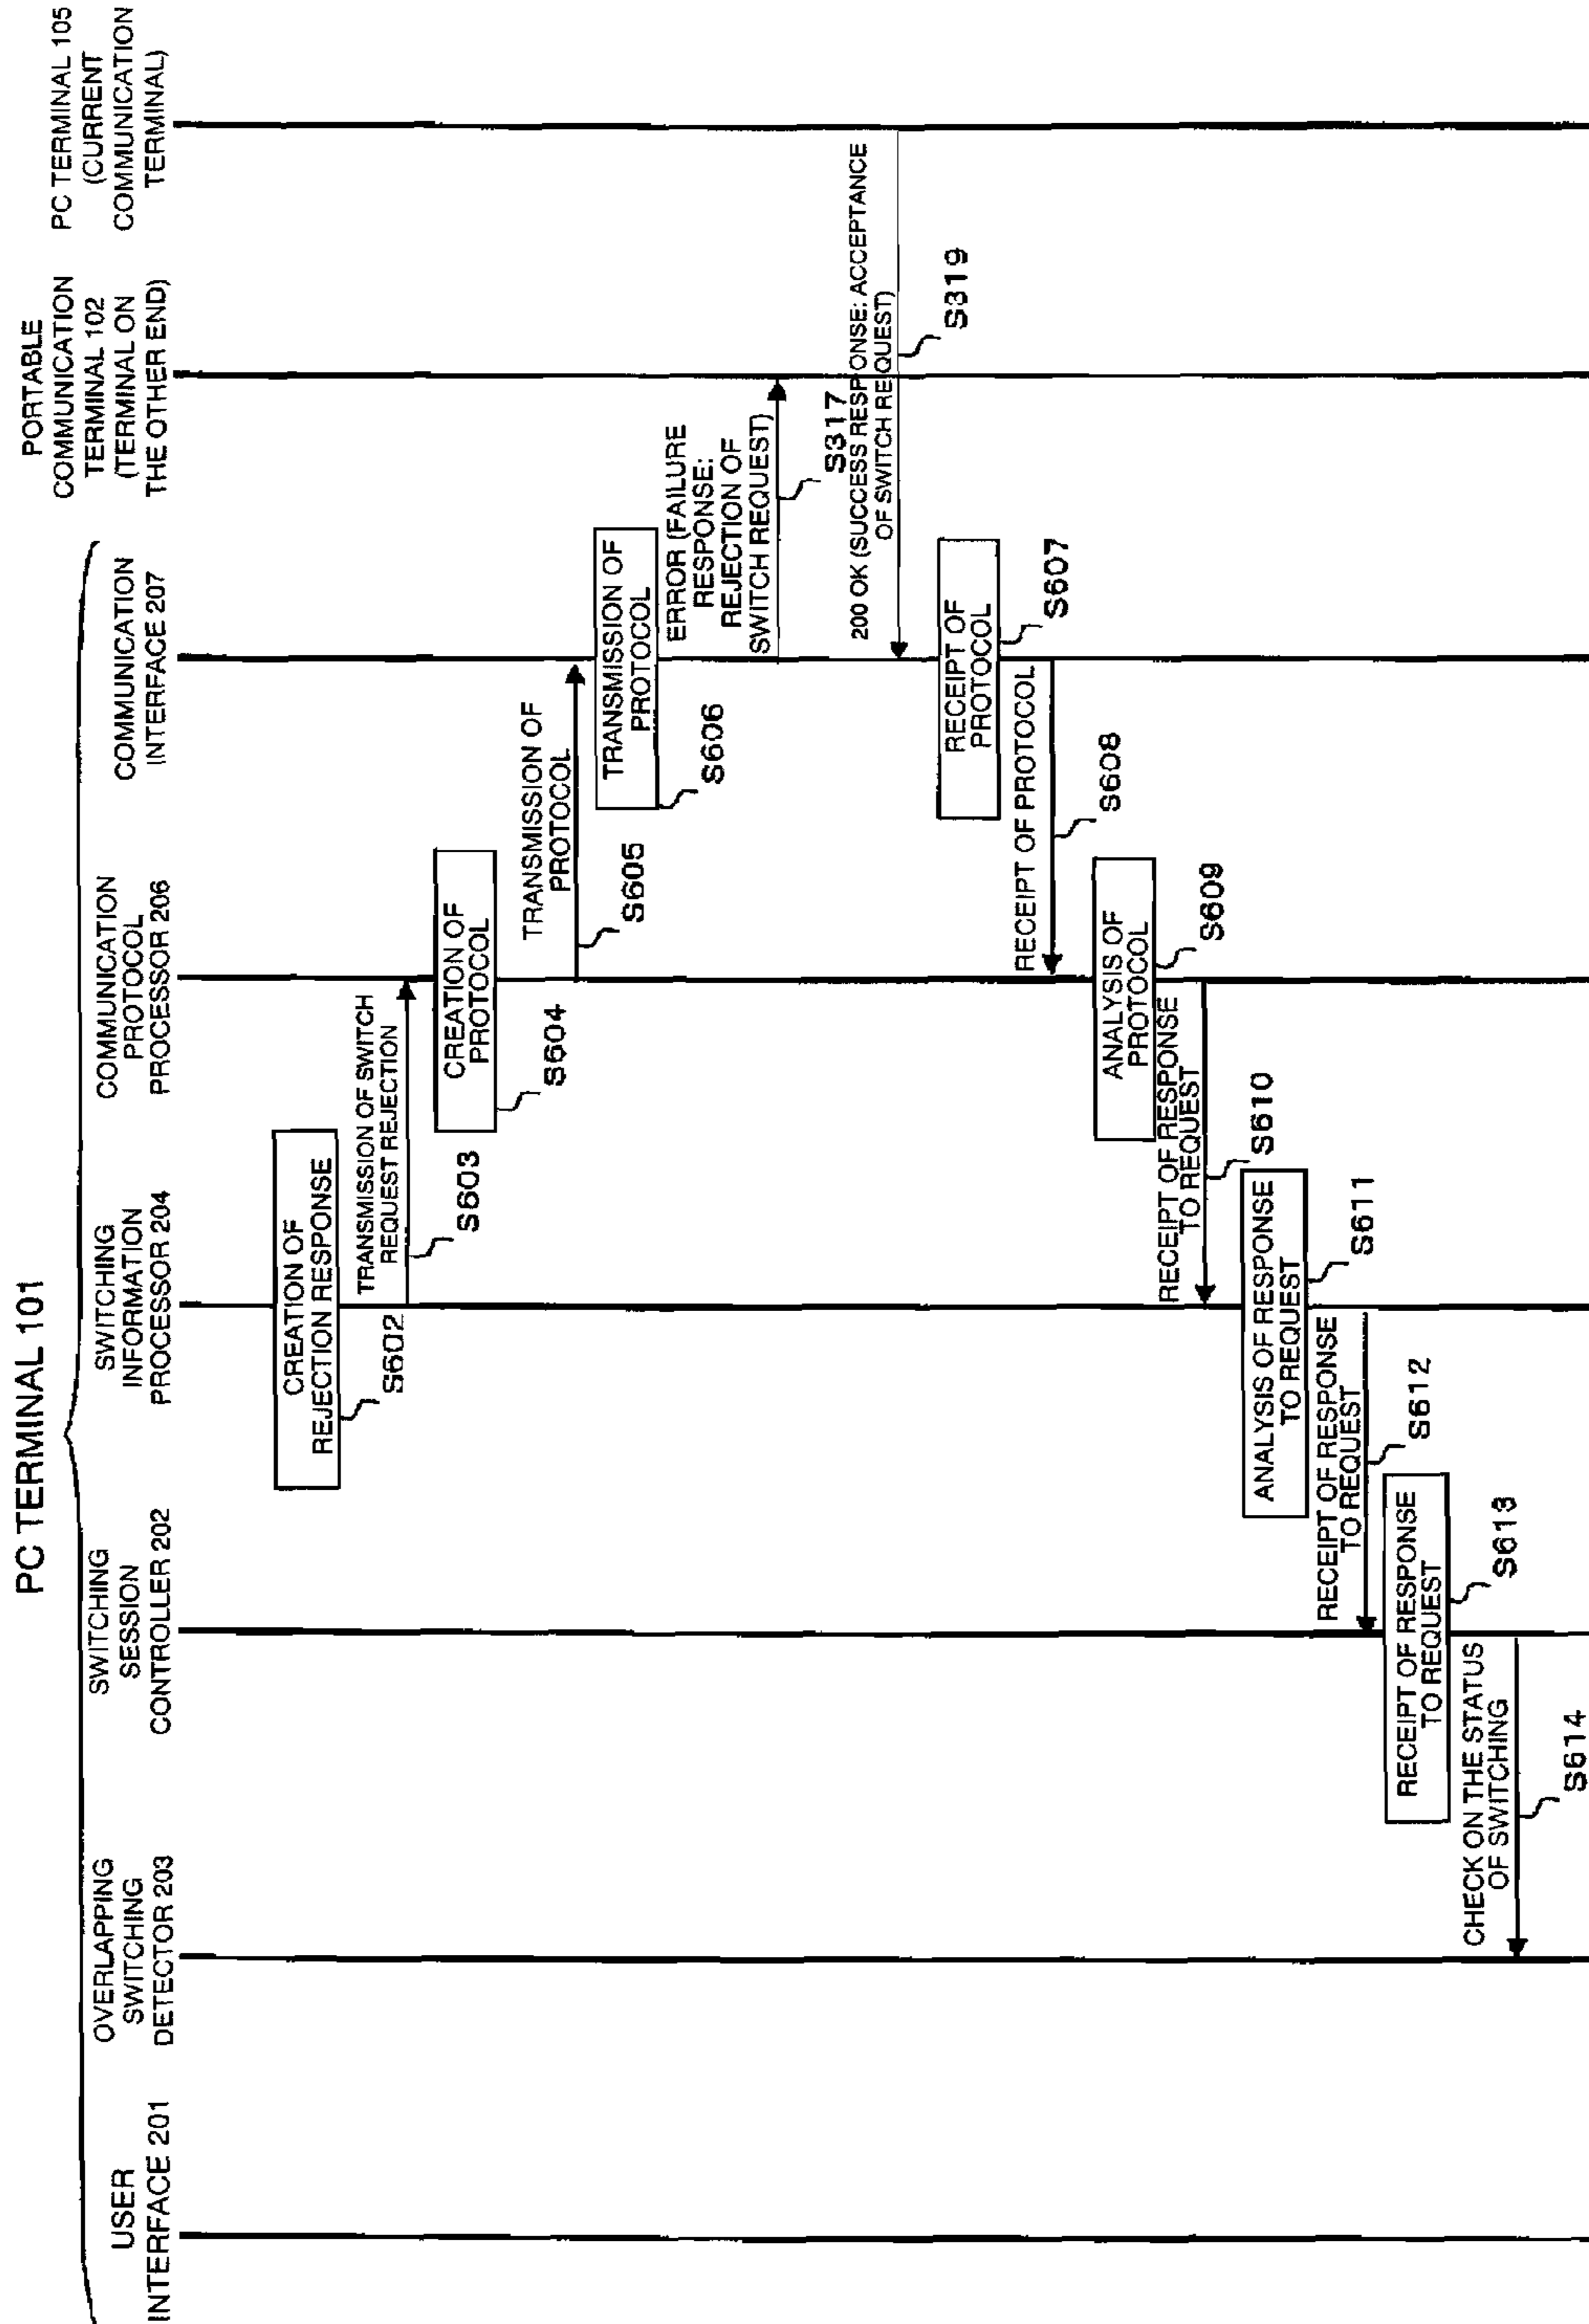 PC TERMINAL 101
USER
INTERFACE 201
OVERLAPPING
SWITCHING
DETECTOR 203
SWITCHING
SESSION
CONTROLLER 202
SWITCHING
INFORMATION
PROCESSOR 204
COMMUNICATION
PROTOCOL
PROCESSOR 206
COMMUNICATION
INTERFACE 207
PORTABLE
COMMUNICATION
TERMINAL 102
(TERMINAL ON
THE OTHER END)
PC TERMINAL 105
(CURRENT
COMMUNICATION
TERMINAL)
CREATION OF
REJECTION RESPONSE
S602
TRANSMISSION OF SWITCH
REQUEST REJECTION
S603
CREATION OF
PROTOCOL
S604
TRANSMISSION OF
PROTOCOL
S605
TRANSMISSION OF
PROTOCOL
S606
ERROR (FAILURE
RESPONSE:
REJECTION OF
SWITCH REQUEST)
S317
200 OK (SUCCESS RESPONSE: ACCEPTANCE
OF SWITCH REQUEST)
S319
RECEIPT OF
PROTOCOL
S607
RECEIPT OF PROTOCOL
S608
ANALYSIS OF
PROTOCOL
S609
RECEIPT OF RESPONSE
TO REQUEST
S610
ANALYSIS OF RESPONSE
TO REQUEST
S611
RECEIPT OF RESPONSE
TO REQUEST
S612
RECEIPT OF RESPONSE
TO REQUEST
S613
CHECK ON THE STATUS
OF SWITCHING
S614